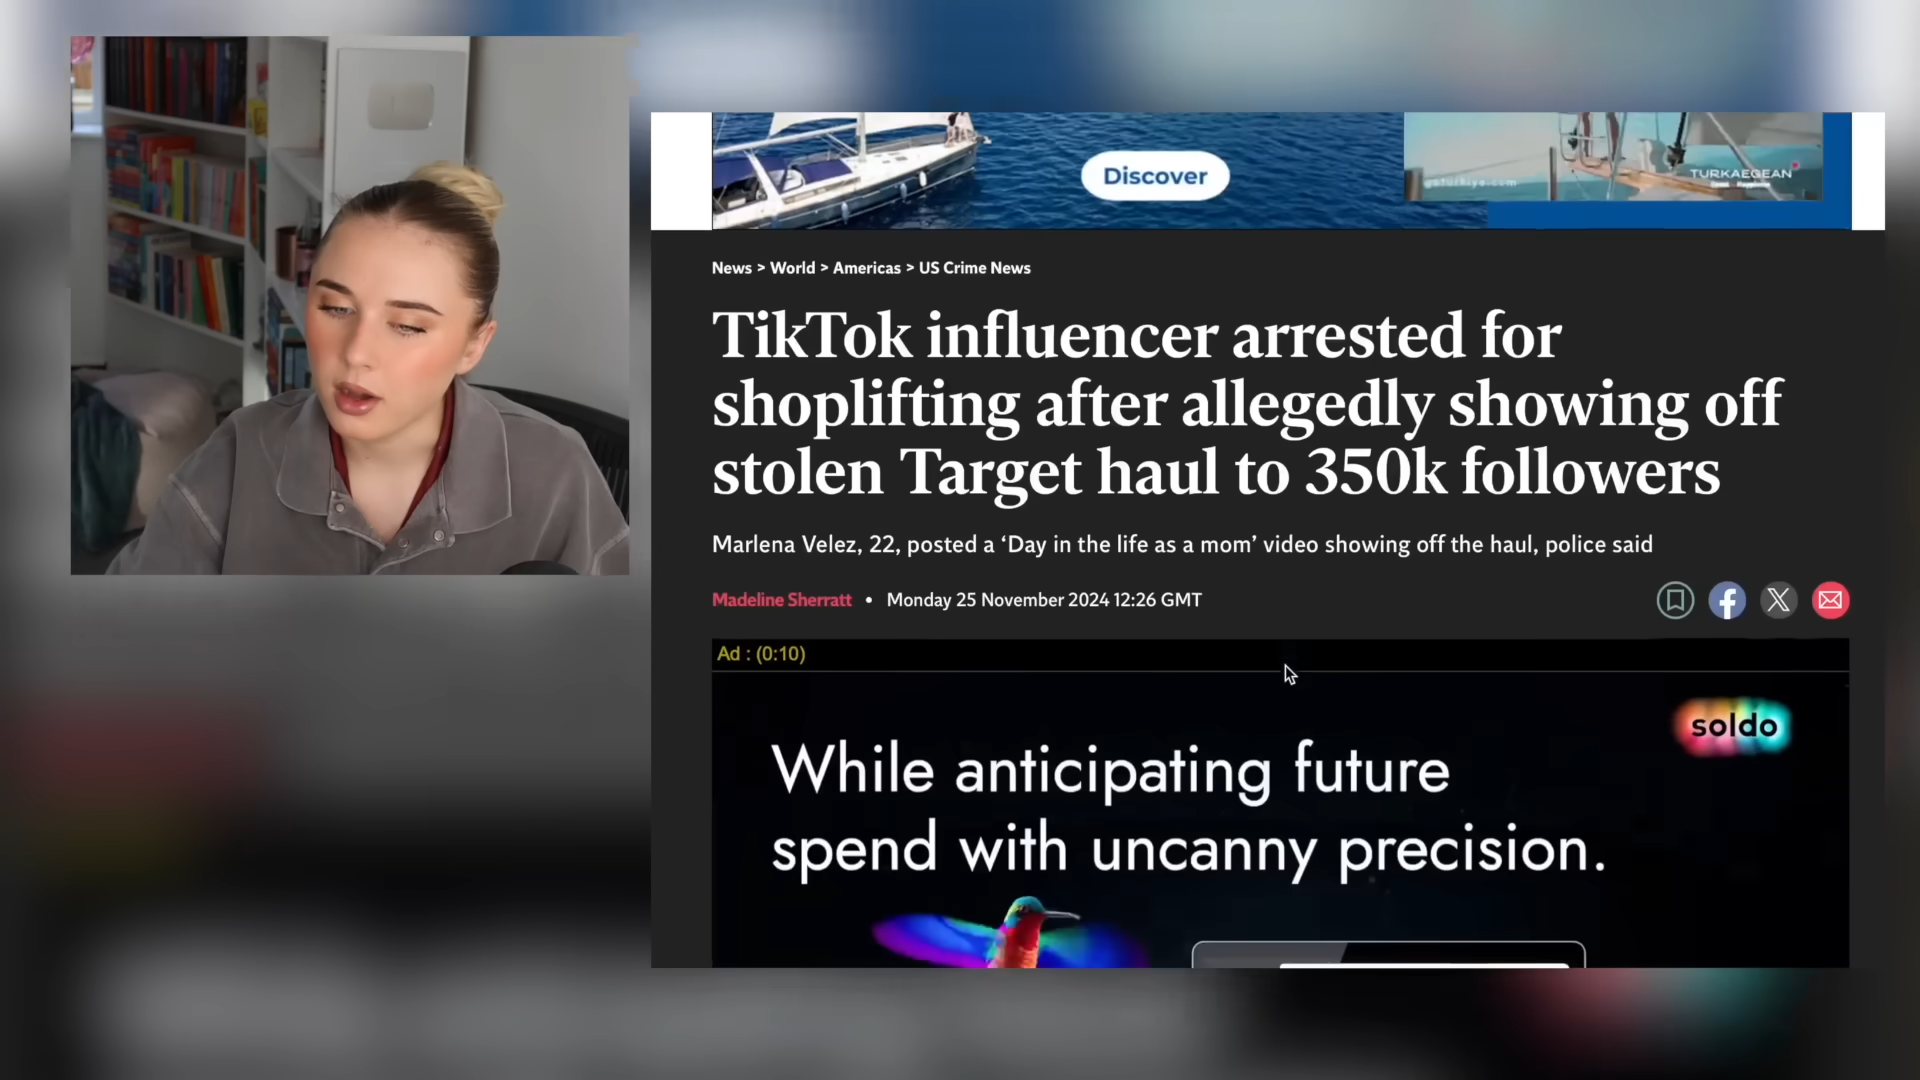 Discover
TURKAEGEAN
News > World > Americas > US Crime News
TikTok influencer arrested for
shoplifting after allegedly showing off
stolen Target haul to 350k followers
Marlena Velez, 22, posted a ‘Day in the life as a mom’ video showing off the haul, police said
Madeline Sherratt • Monday 25 November 2024 12:26 GMT
Ad : (0:10)
soldo
While anticipating future
spend with uncanny precision.